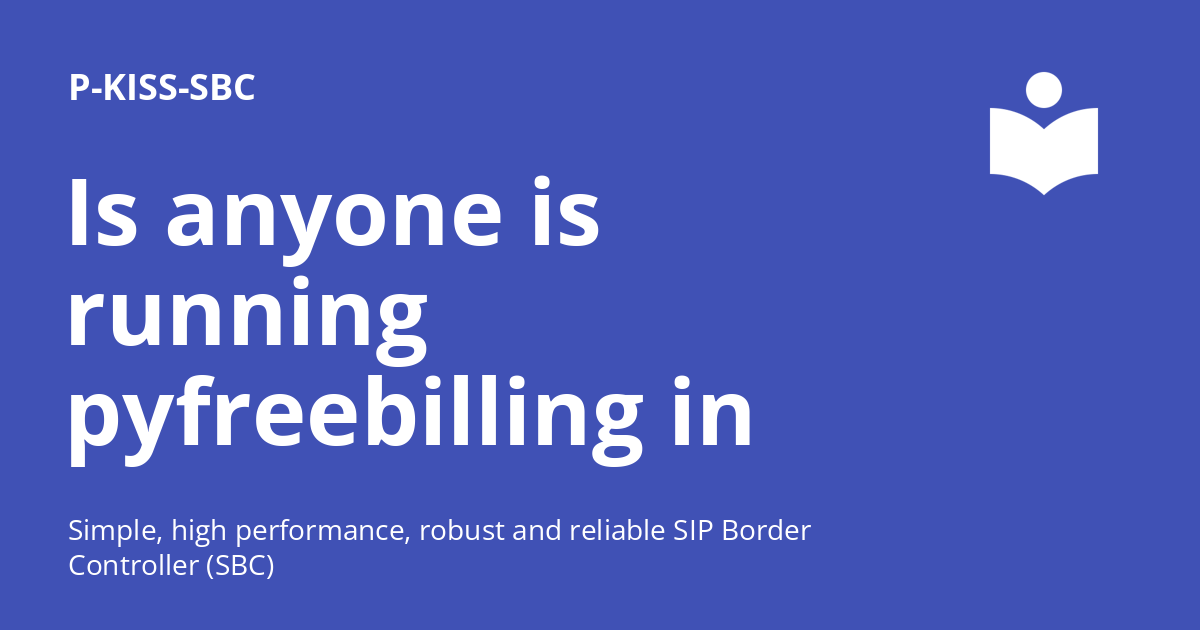 P-KISS-SBC
Is anyone is
running
pyfreebilling in
Simple, high performance, robust and reliable SIP Border
Controller (SBC)